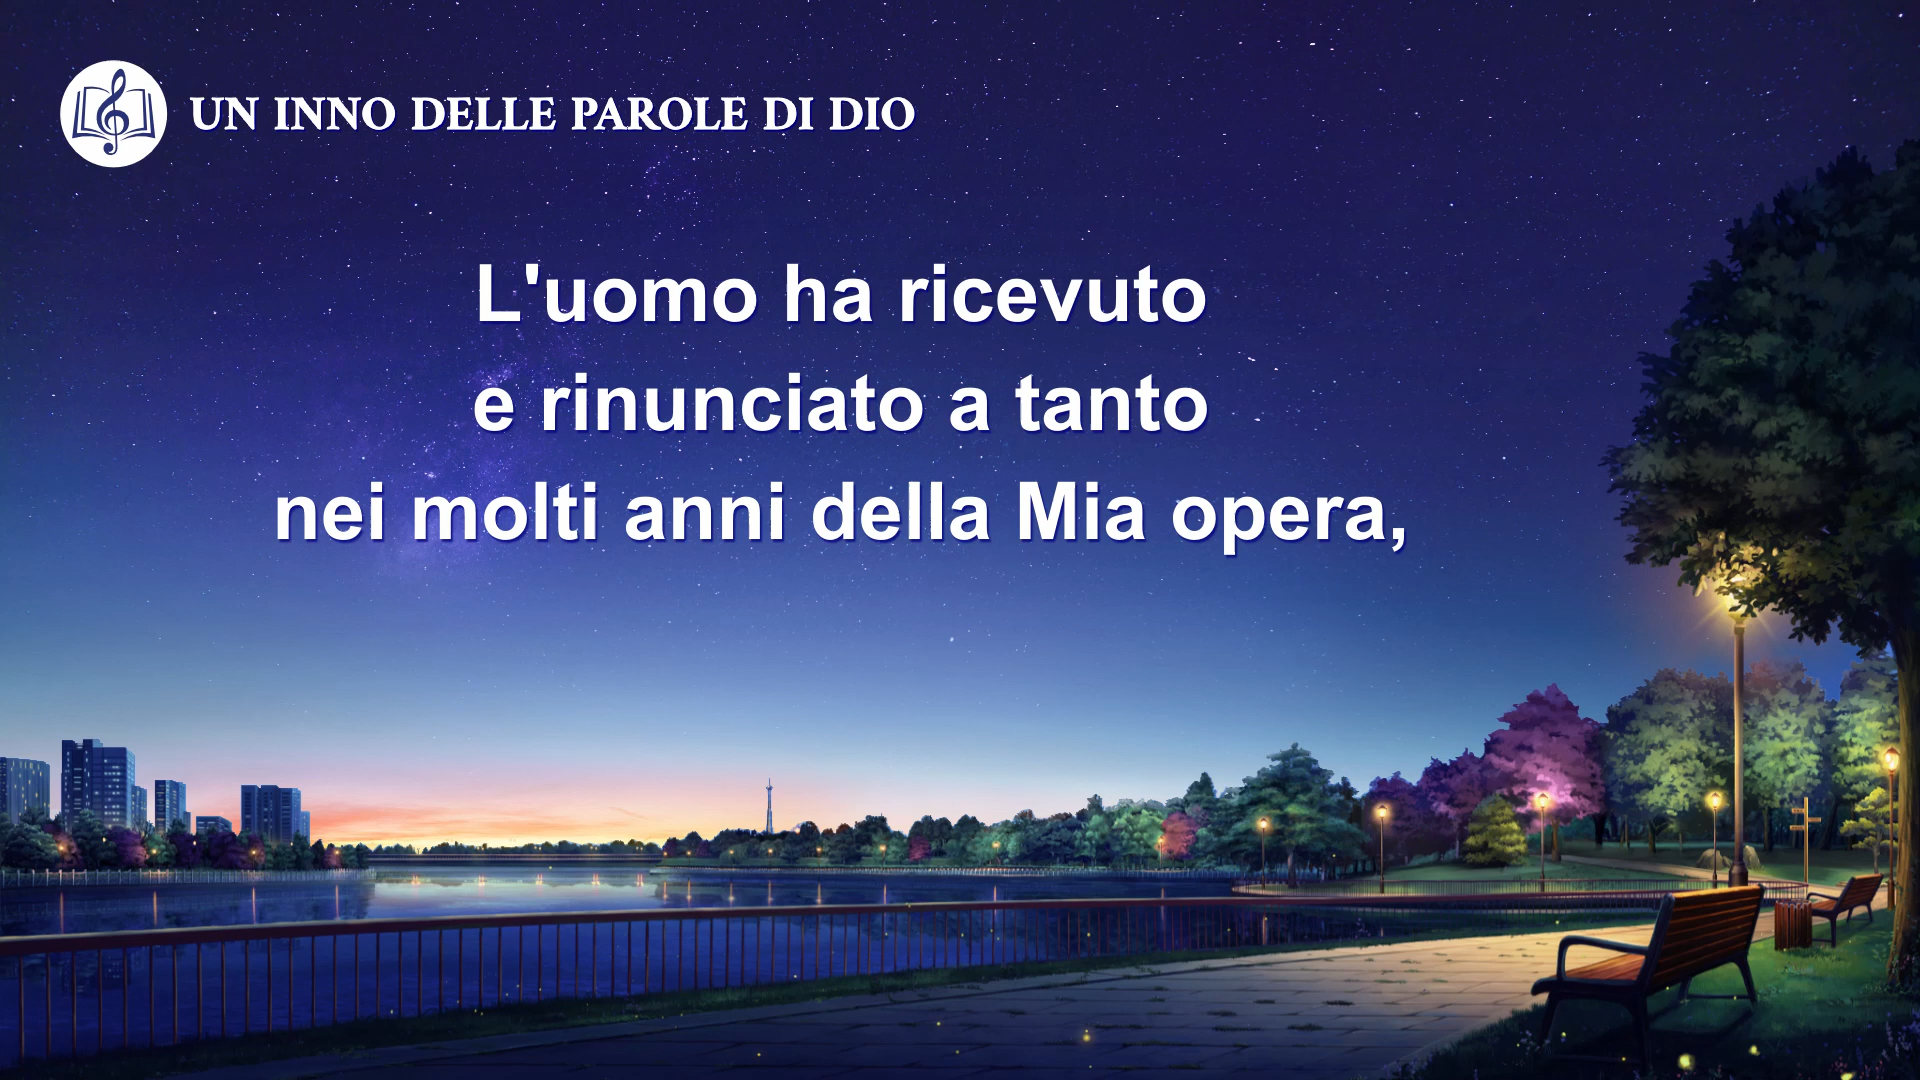 UN INNO DELLE PAROLE DI DIO
L'uomo ha ricevuto
e rinunciato a tanto
nei molti anni della Mia opera,